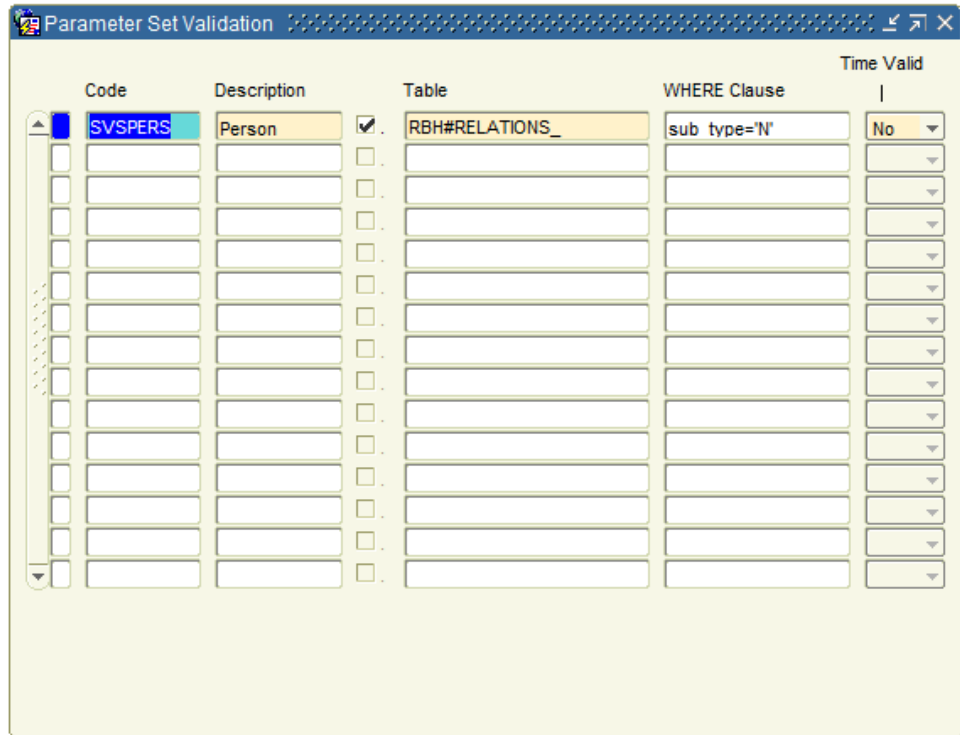 Parameter Set Validation
Time Valid
Code Description Table WHERE Clause
SVSPERS Person . RBH#RELATIONS_ sub_type='N' No